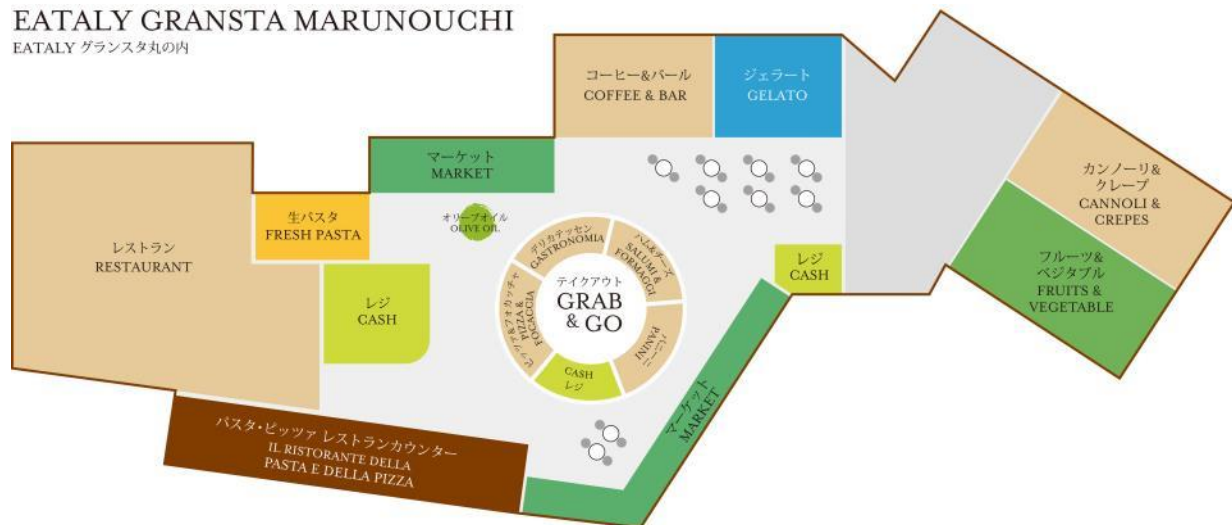 EATALY GRANSTA MARUNOUCHI
EATALY グランスタ丸の内
コーヒー&バール
COFFEE & BAR
ジェラート
GELATO
マーケット
MARKET
カンノーリ&
クレープ
CANNOLI &
CREPES
レストラン
RESTAURANT
生パスタ
FRESH PASTA
オリーブオイル
OLIVE OIL
デリカテッセン
GASTRONOMIA
ハム&チーズ
SALUMI &
FORMAGGI
レジ
CASH
フルーツ&
ベジタブル
FRUITS &
VEGETABLE
レジ
CASH
ピッツァ&フォカッチャ
PIZZA &
FOCACCIA
テイクアウト
GRAB
& GO
パニーニ
PANINI
CASH
レジ
マーケット
MARKET
パスタ・ピッツァ レストランカウンター
IL RISTORANTE DELLA
PASTA E DELLA PIZZA